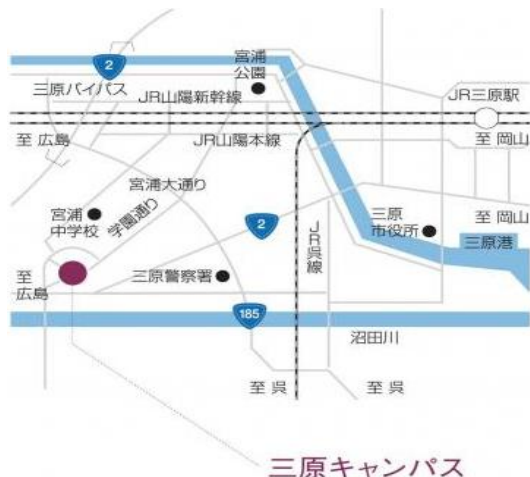 2
宮浦
公園
三原バイパス
JR山陽新幹線
JR三原駅
至 広島
JR山陽本線
至 岡山
宮浦大通り
宮浦
中学校
学園通り
2
JR呉線
三原
市役所
至 岡山
三原港
至
広島
三原警察署
185
沼田川
至 呉
至 呉
三原キャンパス